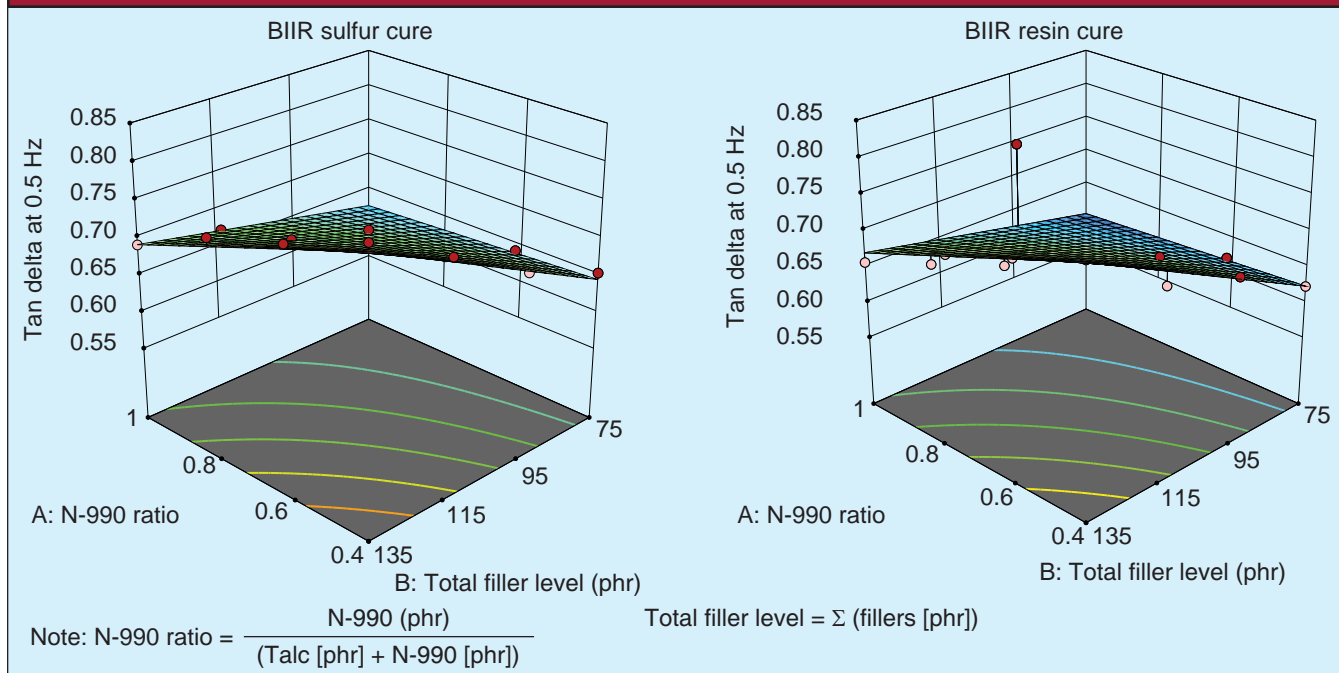 BIIR sulfur cure
Tan delta at 0.5 Hz
0.85
0.80
0.75
0.70
0.65
0.60
0.55
1
0.8
0.6
0.4
135
115
95
75
A: N-990 ratio
B: Total filler level (phr)
BIIR resin cure
Tan delta at 0.5 Hz
0.85
0.80
0.75
0.70
0.65
0.60
0.55
1
0.8
0.6
0.4
135
115
95
75
A: N-990 ratio
B: Total filler level (phr)
Note: N-990 ratio =
N-990 (phr)
(Talc [phr] + N-990 [phr])
Total filler level = Σ (fillers [phr])